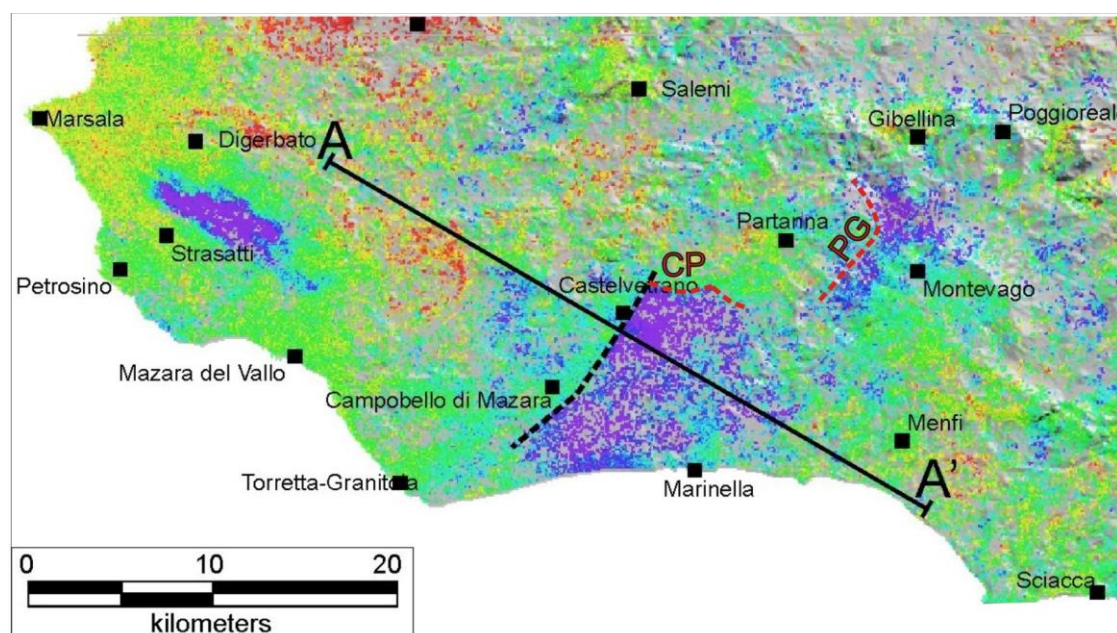 Marsala
Digerbato
A
Salemi
Gibellina
Poggioreale
Strasatti
Partanna
PG
Petrosino
CP
Castelvetrano
Montevago
Mazara del Vallo
Campobello di Mazara
Menfi
Torretta-Granitola
Marinella
A'
0 10 20
kilometers
Sciacca